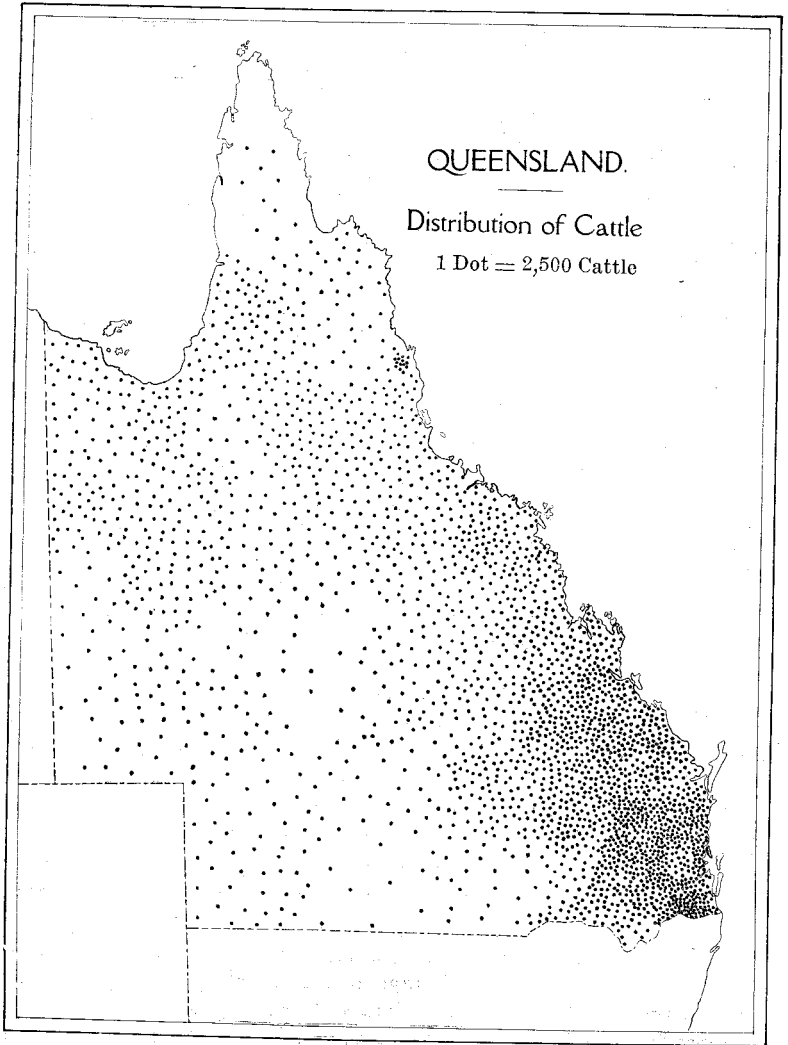 QUEENSLAND.
Distribution of Cattle
1 Dot = 2,500 Cattle